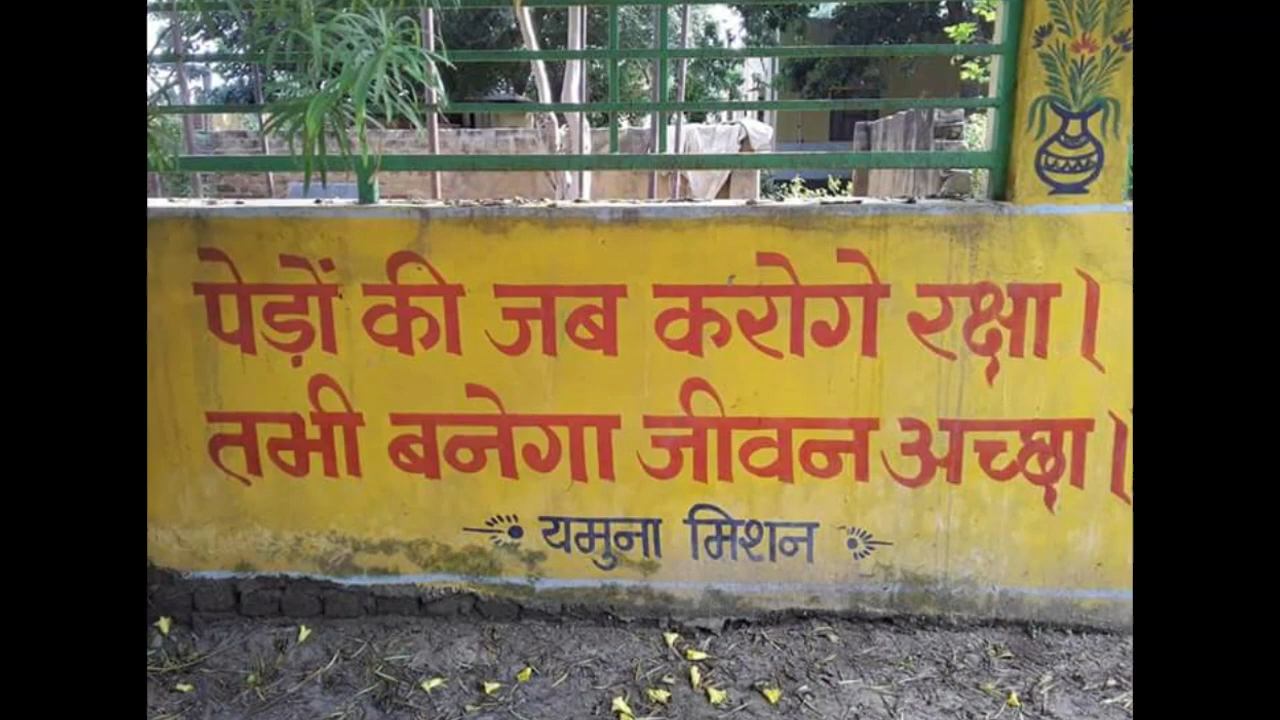 पेड़ों की जब करोगे रक्षा।
तभी बनेगा जीवन अच्छा।
यमुना मिशन